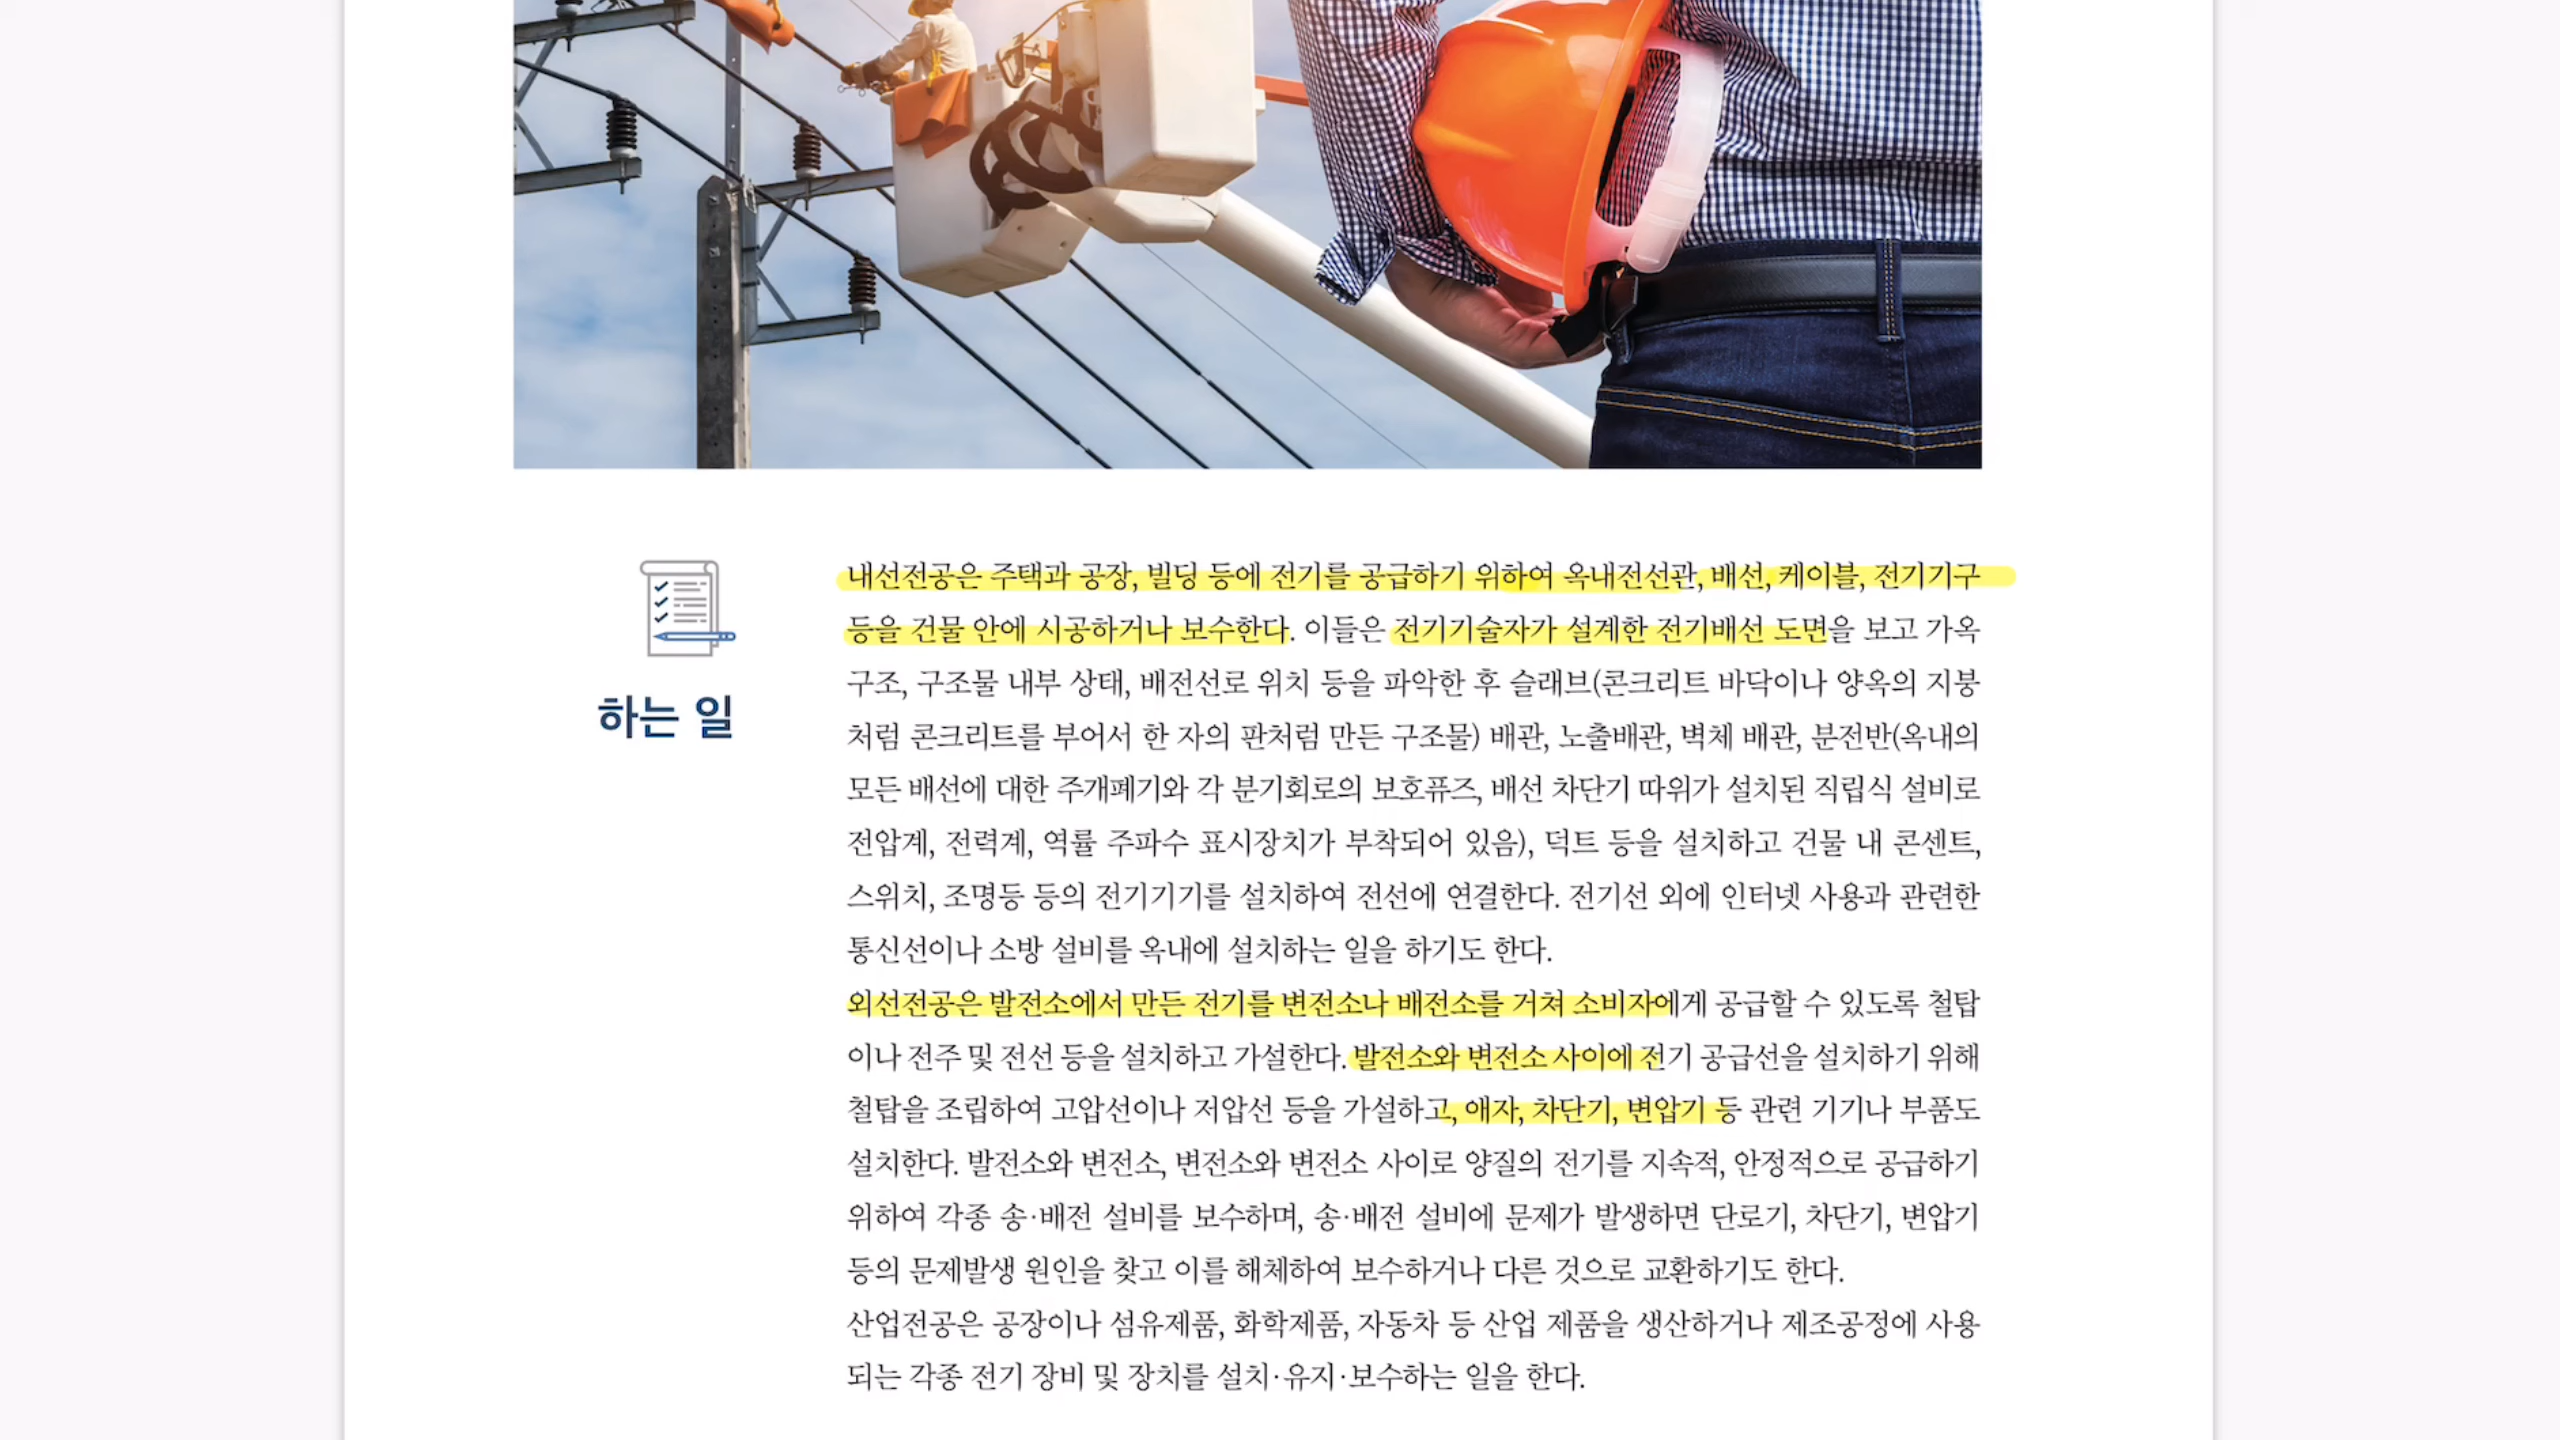 하는 일
내선전공은 주택과 공장, 빌딩 등에 전기를 공급하기 위하여 옥내전선관, 배선, 케이블, 전기기구
등을 건물 안에 시공하거나 보수한다. 이들은 전기기술자가 설계한 전기배선 도면을 보고 가옥
구조, 구조물 내부 상태, 배전선로 위치 등을 파악한 후 슬래브(콘크리트 바닥이나 양옥의 지붕
처럼 콘크리트를 부어서 한 자의 판처럼 만든 구조물) 배관, 노출배관, 벽체 배관, 분전반(옥내의
모든 배선에 대한 주개폐기와 각 분기회로의 보호퓨즈, 배선 차단기 따위가 설치된 직립식 설비로
전압계, 전력계, 역률 주파수 표시장치가 부착되어 있음), 덕트 등을 설치하고 건물 내 콘센트,
스위치, 조명등 등의 전기기기를 설치하여 전선에 연결한다. 전기선 외에 인터넷 사용과 관련한
통신선이나 소방 설비를 옥내에 설치하는 일을 하기도 한다.
외선전공은 발전소에서 만든 전기를 변전소나 배전소를 거쳐 소비자에게 공급할 수 있도록 철탑
이나 전주 및 전선 등을 설치하고 가설한다. 발전소와 변전소 사이에 전기 공급선을 설치하기 위해
철탑을 조립하여 고압선이나 저압선 등을 가설하고, 애자, 차단기, 변압기 등 관련 기기나 부품도
설치한다. 발전소와 변전소, 변전소와 변전소 사이로 양질의 전기를 지속적, 안정적으로 공급하기
위하여 각종 송·배전 설비를 보수하며, 송·배전 설비에 문제가 발생하면 단로기, 차단기, 변압기
등의 문제발생 원인을 찾고 이를 해체하여 보수하거나 다른 것으로 교환하기도 한다.
산업전공은 공장이나 섬유제품, 화학제품, 자동차 등 산업 제품을 생산하거나 제조공정에 사용
되는 각종 전기 장비 및 장치를 설치·유지·보수하는 일을 한다.